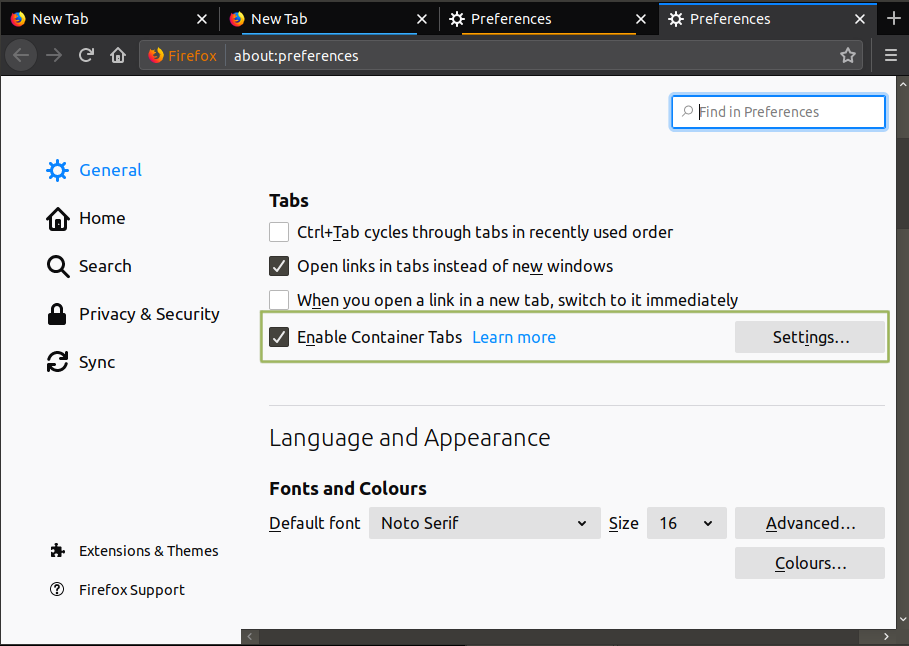 New Tab New Tab Preferences Preferences
Firefox about:preferences
Find in Preferences
General
Home
Search
Privacy & Security
Sync
Extensions & Themes
Firefox Support
Tabs
Ctrl+Tab cycles through tabs in recently used order
Open links in tabs instead of new windows
When you open a link in a new tab, switch to it immediately
Enable Container Tabs Learn more Settings...
Language and Appearance
Fonts and Colours
Default font Noto Serif Size 16 Advanced...
Colours...